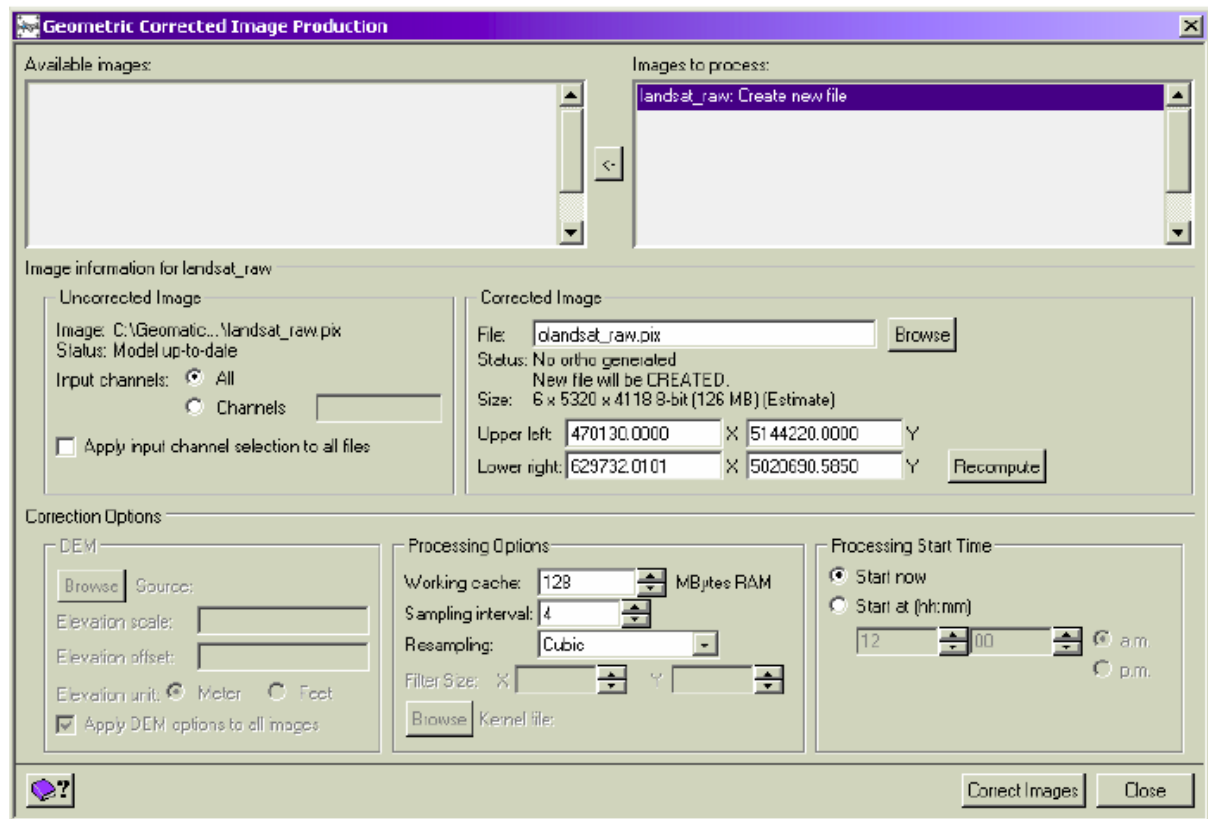 Geometric Corrected Image Production
Available images:
Images to process:
landsat_raw: Create new file
<-
Image information for landsat_raw
Uncorrected Image
Image: C:\Geomatic...\landsat_raw.pix
Status: Model up-to-date
Input channels: All
Channels
Apply input channel selection to all files
Corrected Image
File: olandsat_raw.pix Browse
Status: No ortho generated
New file will be CREATED.
Size: 6 x 5320 x 4118 8-bit (126 MB) (Estimate)
Upper left: 470130.0000 X 5144220.0000 Y
Lower right: 629732.0101 X 5020690.5850 Y Recompute
Correction Options
DEM
Browse Source:
Elevation scale:
Elevation offset:
Elevation unit: Meter Feet
Apply DEM options to all images
Processing Options
Working cache: 128 MBytes RAM
Sampling interval: 4
Resampling: Cubic
Filter Size: X Y
Browse Kernel file:
Processing Start Time
Start now
Start at (hh:mm)
12 00 a.m.
p.m.
?
Correct Images Close